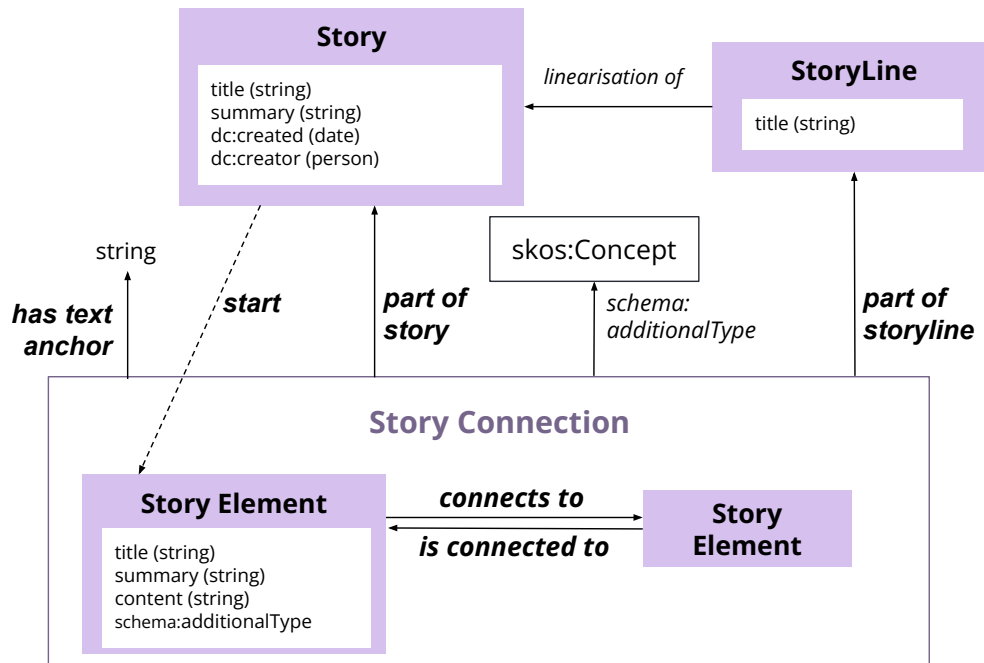 Story
title (string)
summary (string)
dc:created (date)
dc:creator (person)
linearisation of
StoryLine
title (string)
string
has text
anchor
start
part of
story
skos:Concept
schema:
additionalType
part of
storyline
Story Connection
Story Element
title (string)
summary (string)
content (string)
schema:additionalType
connects to
is connected to
Story
Element